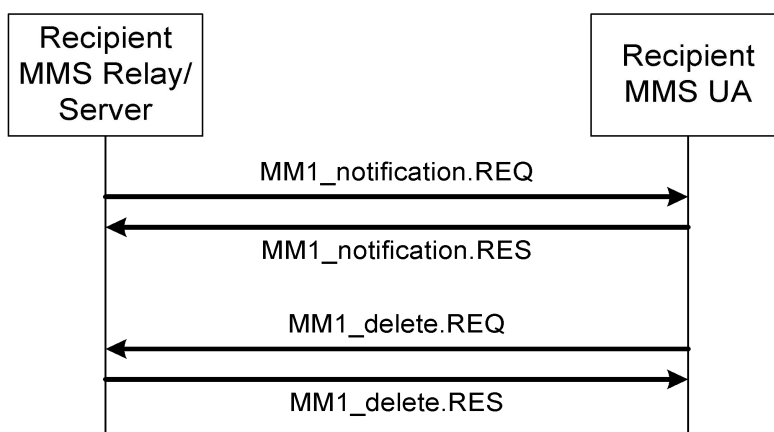 Recipient
MMS Relay/
Server
Recipient
MMS UA
MM1_notification.REQ
MM1_notification.RES
MM1_delete.REQ
MM1_delete.RES